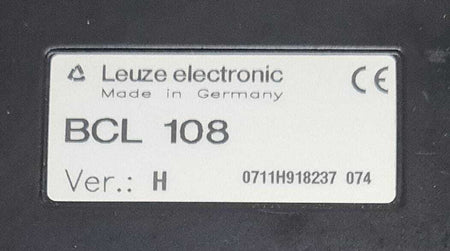 Leuze electronic CE
Made in Germany
BCL 108
Ver.: H 0711H918237 074